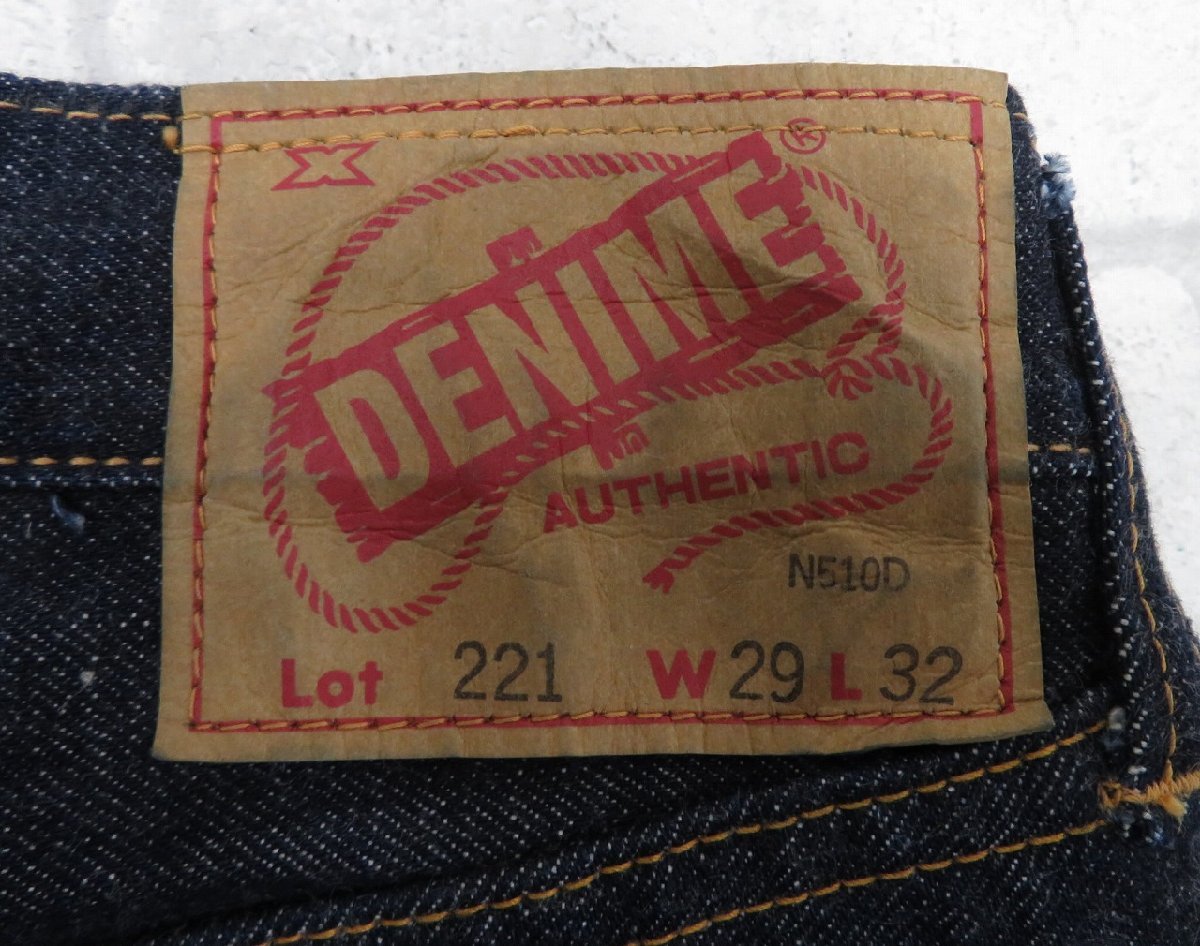 X
DENIME ®
AUTHENTIC
N510D
Lot 221 W 29 L 32